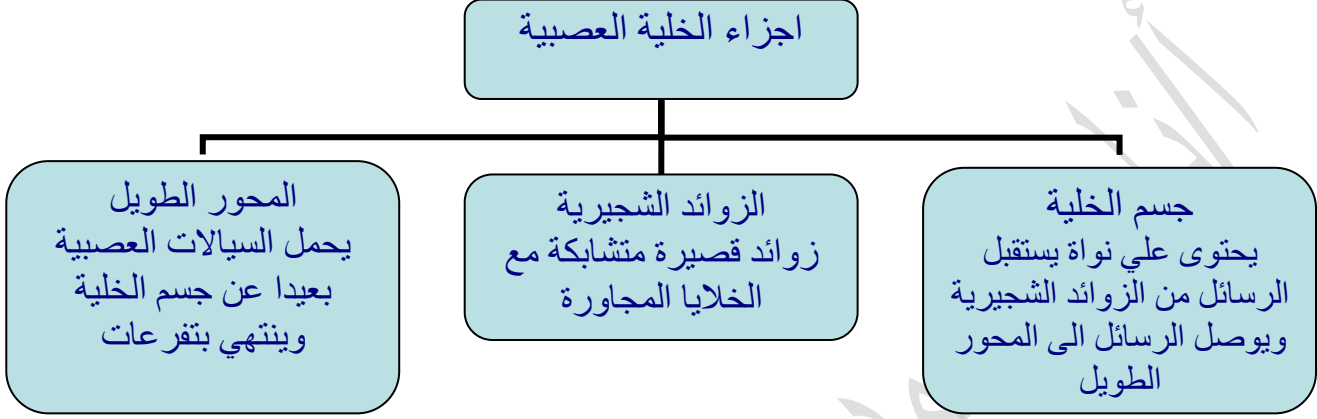 اجزاء الخلية العصبية
جسم الخلية
يحتوى علي نواة يستقبل
الرسائل من الزوائد الشجيرية
ويوصل الرسائل الى المحور
الطويل
الزوائد الشجيرية
زوائد قصيرة متشابكة مع
الخلايا المجاورة
المحور الطويل
يحمل السيالات العصبية
بعيدا عن جسم الخلية
وينتهي بتفرعات